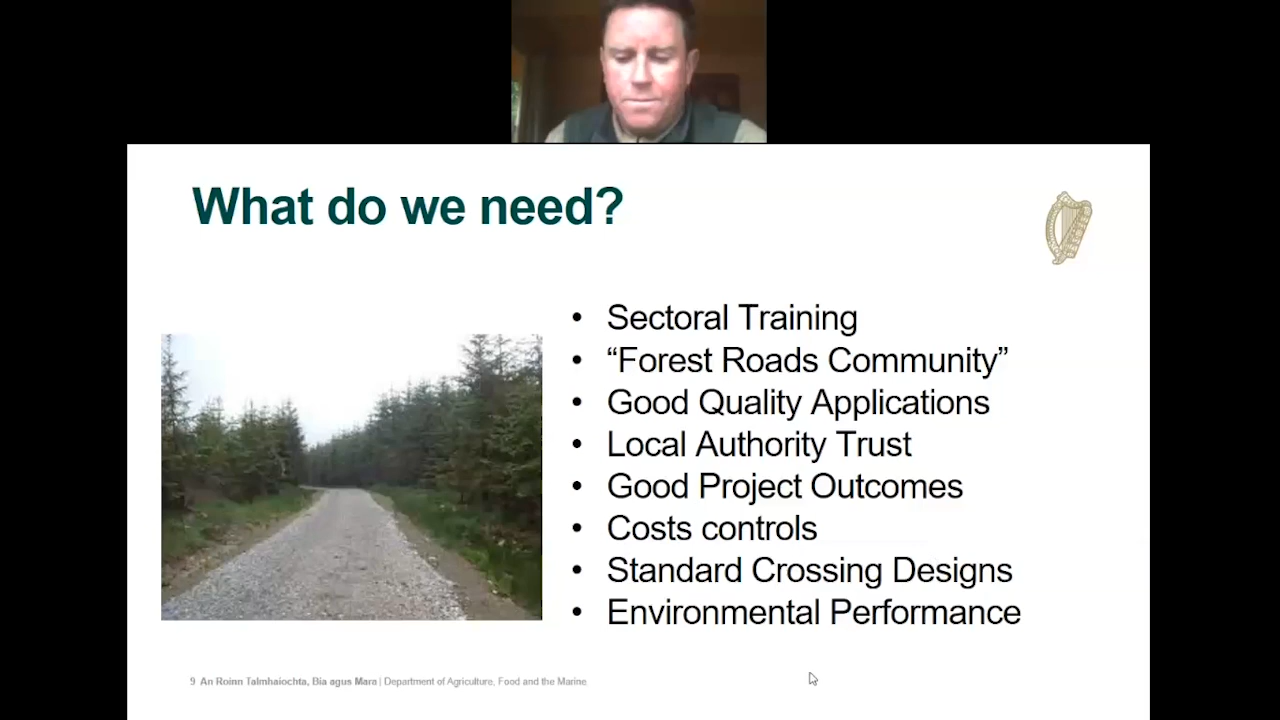 What do we need?
• Sectoral Training
• “Forest Roads Community”
• Good Quality Applications
• Local Authority Trust
• Good Project Outcomes
• Costs controls
• Standard Crossing Designs
• Environmental Performance
9 An Roinn Talmhaíochta, Bia agus Mara | Department of Agriculture, Food and the Marine